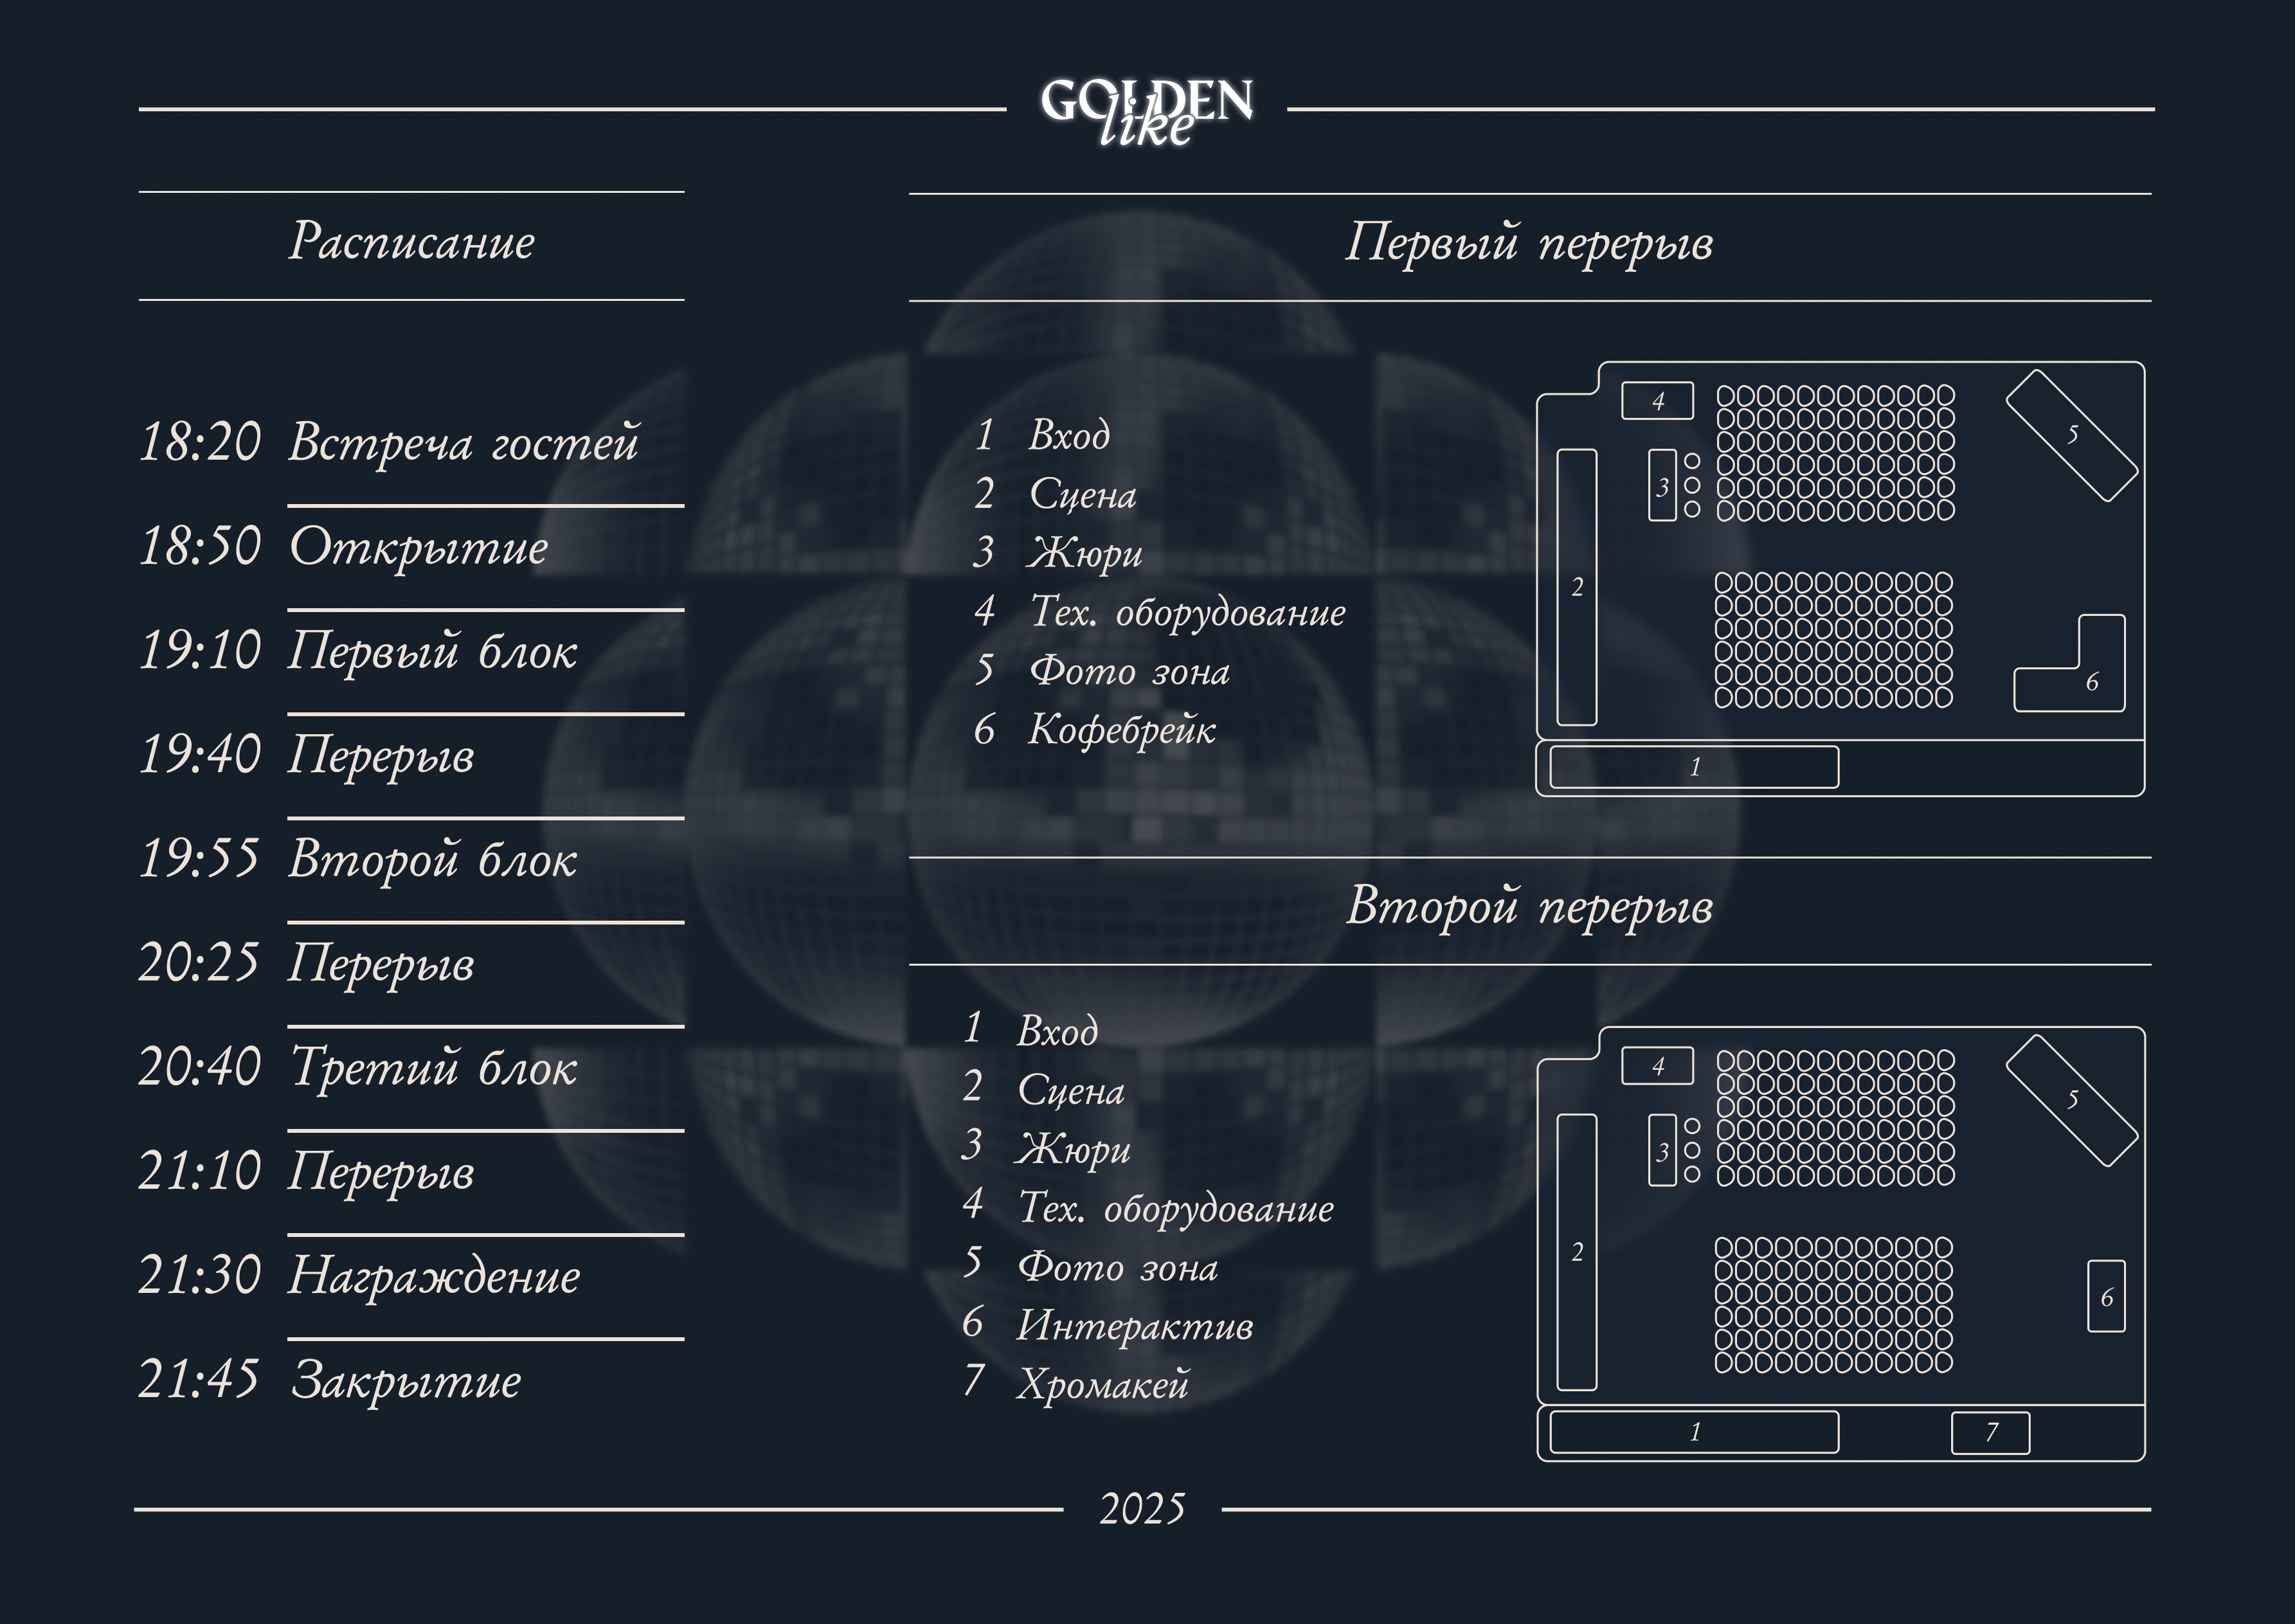 GOLDEN
like
Расписание
18:20 Встреча гостей
18:50 Открытие
19:10 Первый блок
19:40 Перерыв
19:55 Второй блок
20:25 Перерыв
20:40 Третий блок
21:10 Перерыв
21:30 Награждение
21:45 Закрытие
Первый перерыв
1 Вход
2 Сцена
3 Жюри
4 Тех. оборудование
5 Фото зона
6 Кофебрейк
4
5
3
2
6
1
Второй перерыв
1 Вход
2 Сцена
3 Жюри
4 Тех. оборудование
5 Фото зона
6 Интерактив
7 Хромакей
4
5
3
2
6
1
7
2025